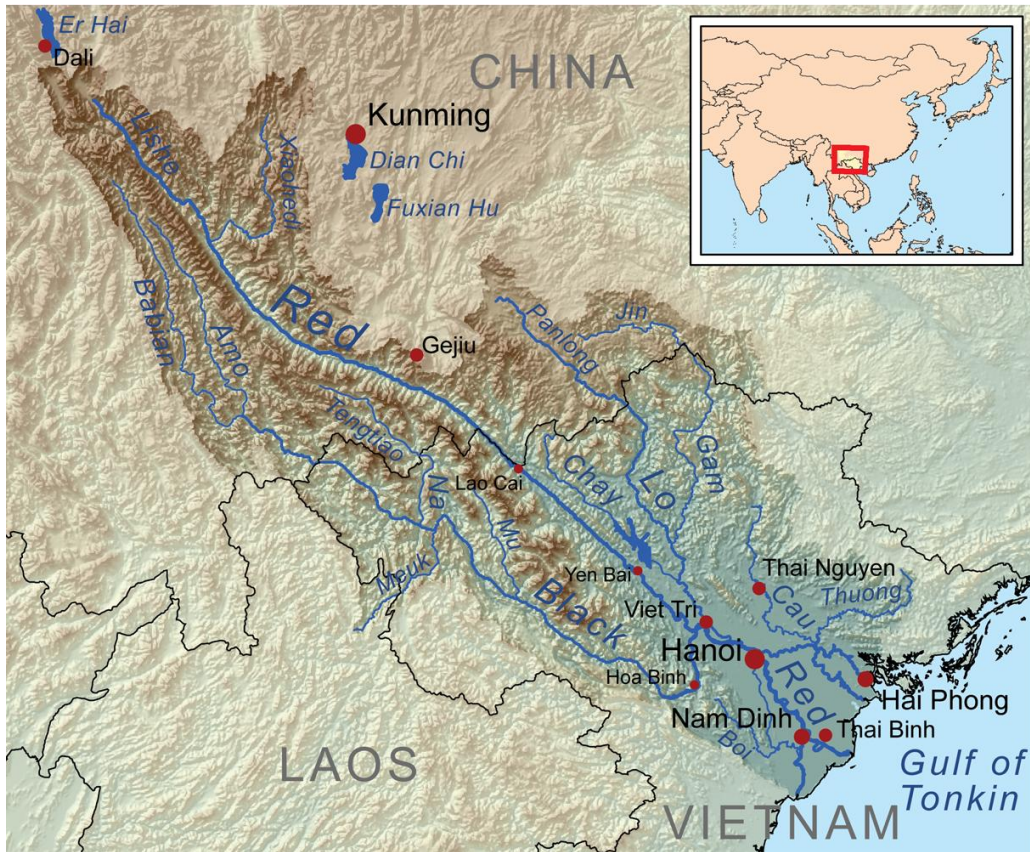 Er Hai
Dali
CHINA
Kunming
Lishe
Xiaohedi
Dian Chi
Fuxian Hu
Red
Babian
Amo
Gejiu
Panlong
Jin
Tengtiao
Lao Cai
Chay
Lo
Gam
Na
Mu
Meuk
Yen Bai
Thai Nguyen
Thuong
Cau
Black
Viet Tri
Hanoi
Hoa Binh
Red
Hai Phong
Nam Dinh
Thai Binh
Boi
LAOS
Gulf of
Tonkin
VIETNAM